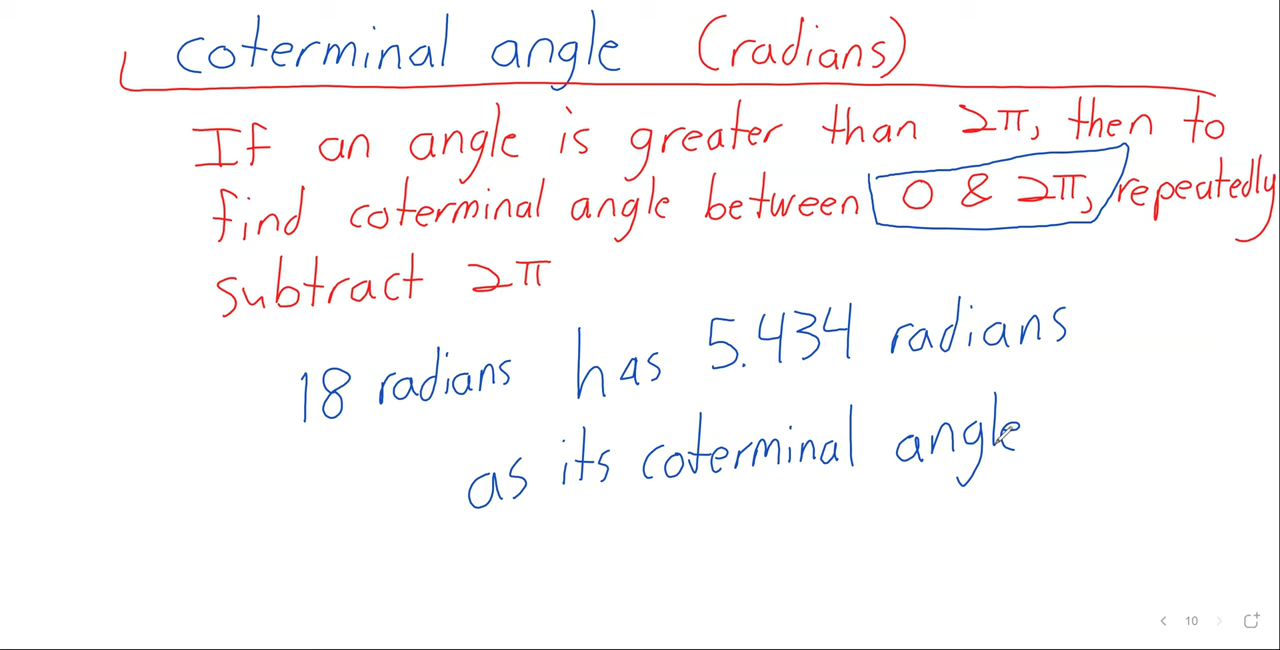 coterminal angle (radians)
If an angle is greater than 2π, then to
find coterminal angle between 0 & 2π, repeatedly
subtract 2π
18 radians has 5.434 radians
as its coterminal angle
10